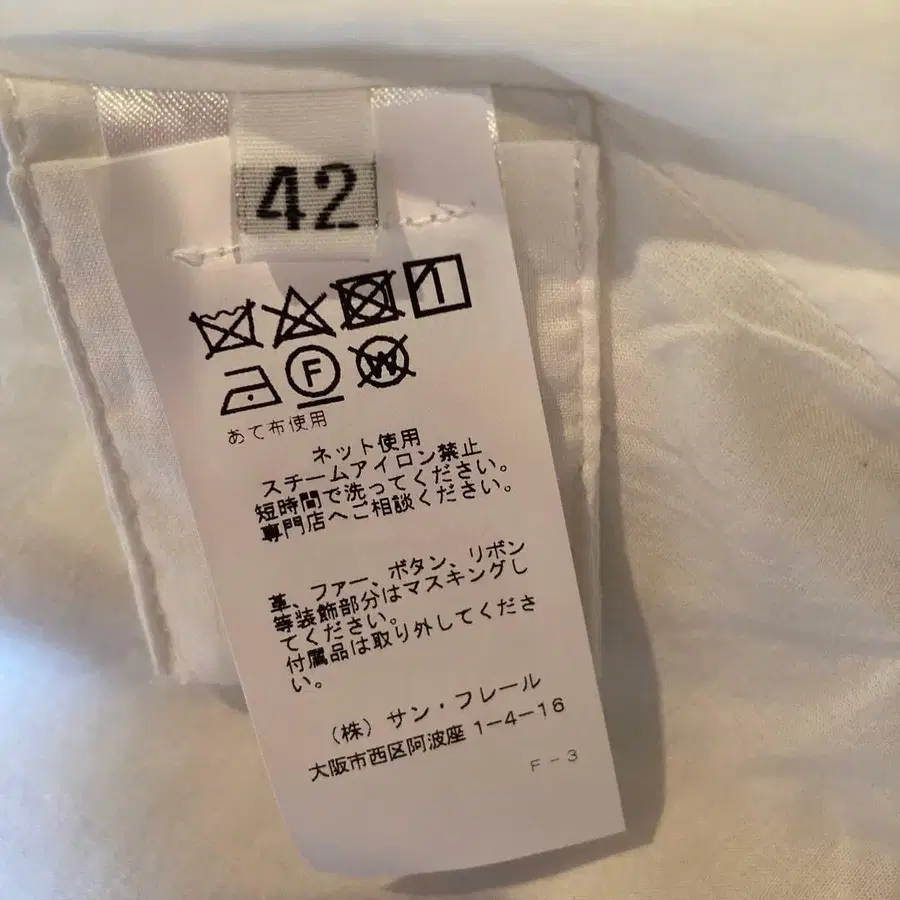 42
F
W
あて布使用
ネット使用
スチームアイロン禁止
短時間で洗ってください。
専門店へご相談ください。
革、ファー、ボタン、リボン
等装飾部分はマスキングし
てください。
付属品は取り外してくださ
い。
（株）サン・フレール
大阪市西区阿波座 1-4-16
F-3